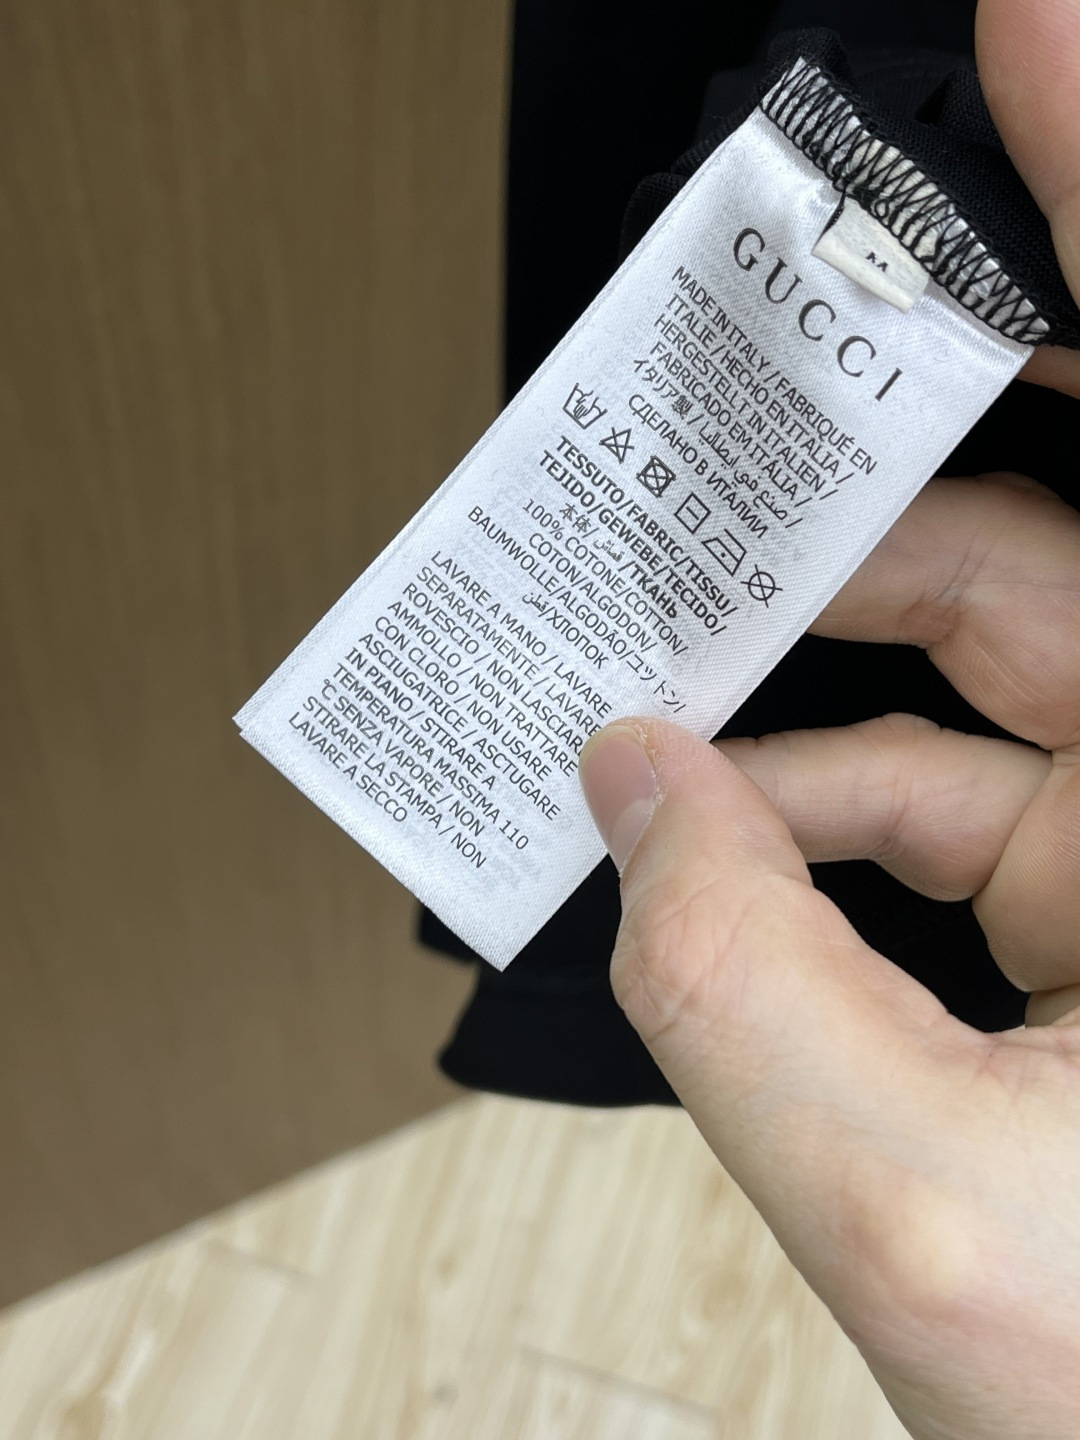 M
GUCCI
MADE IN ITALY / FABRIQUÉ EN
ITALIE / HECHO EN ITALIA /
HERGESTELLT IN ITALIEN /
FABRICADO EM ITÁLIA /
イタリア製 / صنع في إيطاليا /
СДЕЛАНО В ИТАЛИИ
TESSUTO/FABRIC/TISSU/
TEJIDO/GEWEBE/TECIDO/
本体/ قماش /ТКАНЬ
100% COTONE/COTTON/
COTON/ALGODON/
BAUMWOLLE/ALGODÃO/コットン/
قطن/ХЛОПОК
LAVARE A MANO / LAVARE
SEPARATAMENTE / LAVARE
ROVESCIO / NON LASCIARE
AMMOLLO / NON TRATTARE
CON CLORO / NON USARE
ASCIUGATRICE / ASCTUGARE
IN PIANO / STIRARE A
TEMPERATURA MASSIMA 110
°C SENZA VAPORE / NON
STIRARE LA STAMPA / NON
LAVARE A SECCO